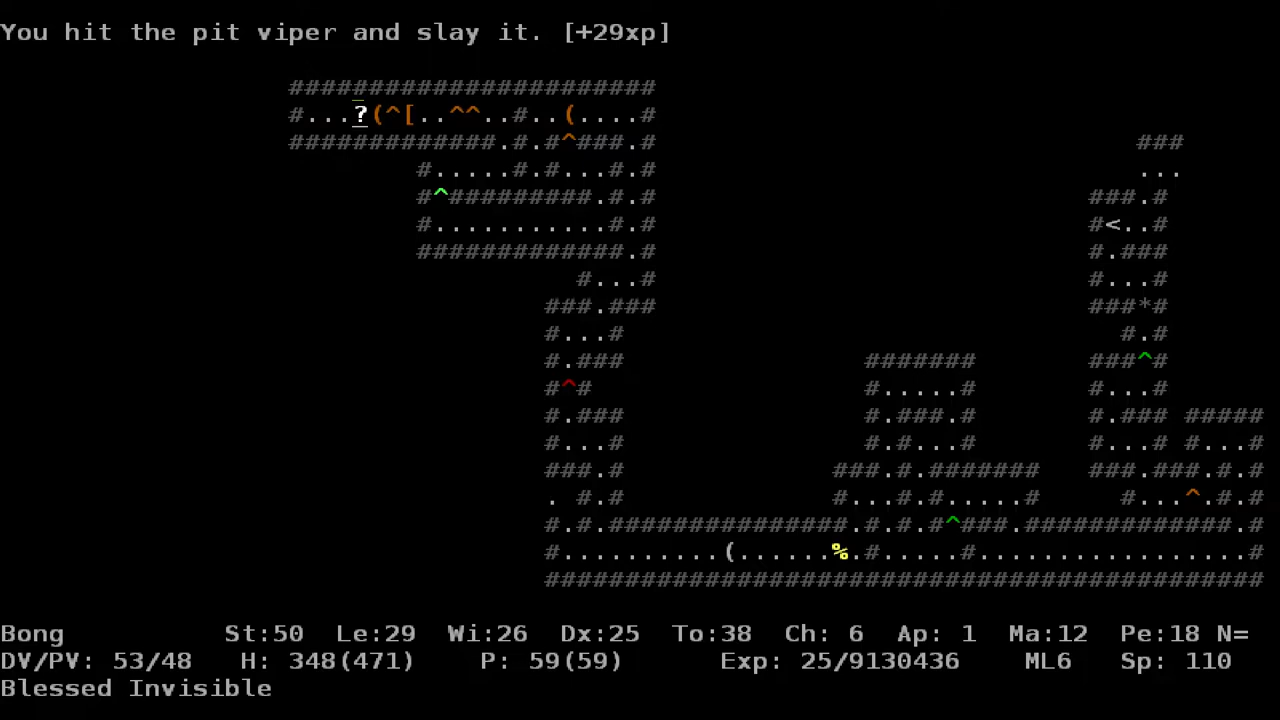 You hit the pit viper and slay it. [+29xp]
                  #######################
                  #...?(^[..^^..#..(....#
                  #############.#.#^###.#                              ###
                          #.....#.#...#.#                              ...
                          #^#########.#.#                           ###.#
                          #...........#.#                           #<..#
                          #############.#                           #.###
                                    #...#                           #...#
                                  ###.###                           ###*#
                                  #...#                               #.#
                                  #.###               #######       ###^#
                                  #^#                 #.....#       #...#
                                  #.###               #.###.#       #.### #####
                                  #...#               #.#...#       #...# #...#
                                  ###.#             ###.#.#######   ###.###.#.#
                                  . #.#             #...#.#.....#     #...^.#.#
                                  #.#.###############.#.#.#^###.#############.#
                                  #..........(......%.#.....#.................#
                                  #############################################
Bong          St:50  Le:29  Wi:26  Dx:25  To:38  Ch: 6  Ap: 1  Ma:12  Pe:18 N=
DV/PV: 53/48  H: 348(471)    P: 59(59)       Exp: 25/9130436    ML6   Sp: 110
Blessed Invisible